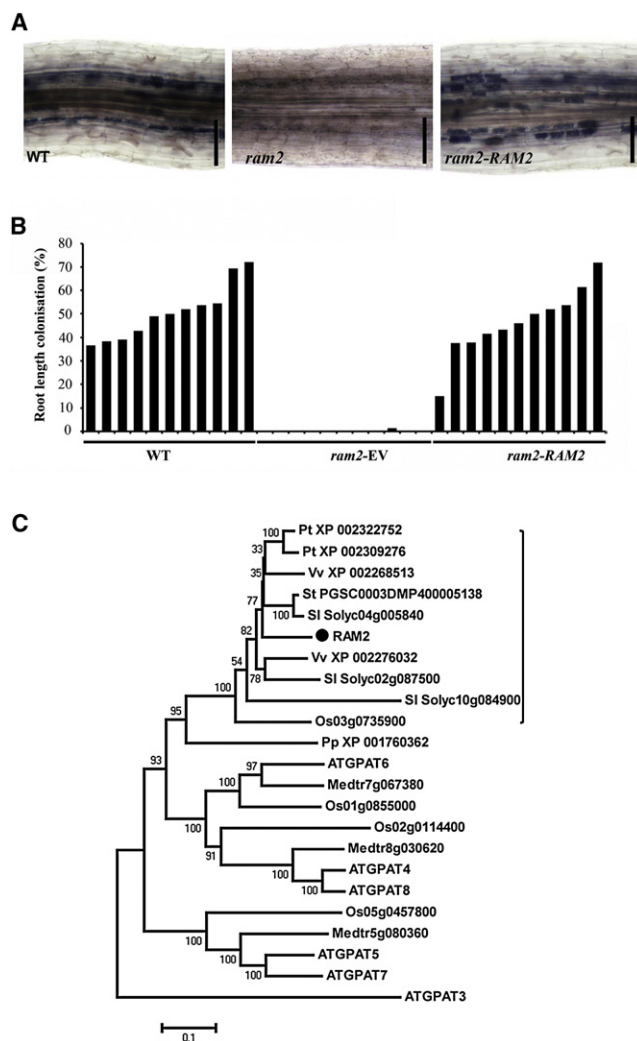 A
WT
ram2
ram2-RAM2
B
Root length colonisation (%)
80
70
60
50
40
30
20
10
0
WT
ram2-EV
ram2-RAM2
C
100
Pt XP 002322752
33
Pt XP 002309276
35
Vv XP 002268513
St PGSC0003DMP400005138
77
100
Sl Solyc04g005840
82
RAM2
54
Vv XP 002276032
78
Sl Solyc02g087500
100
Sl Solyc10g084900
95
Os03g0735900
Pp XP 001760362
93
97
ATGPAT6
100
Medtr7g067380
Os01g0855000
100
Os02g0114400
91
Medtr8g030620
100
ATGPAT4
100
ATGPAT8
Os05g0457800
100
Medtr5g080360
100
ATGPAT5
100
ATGPAT7
ATGPAT3
0.1